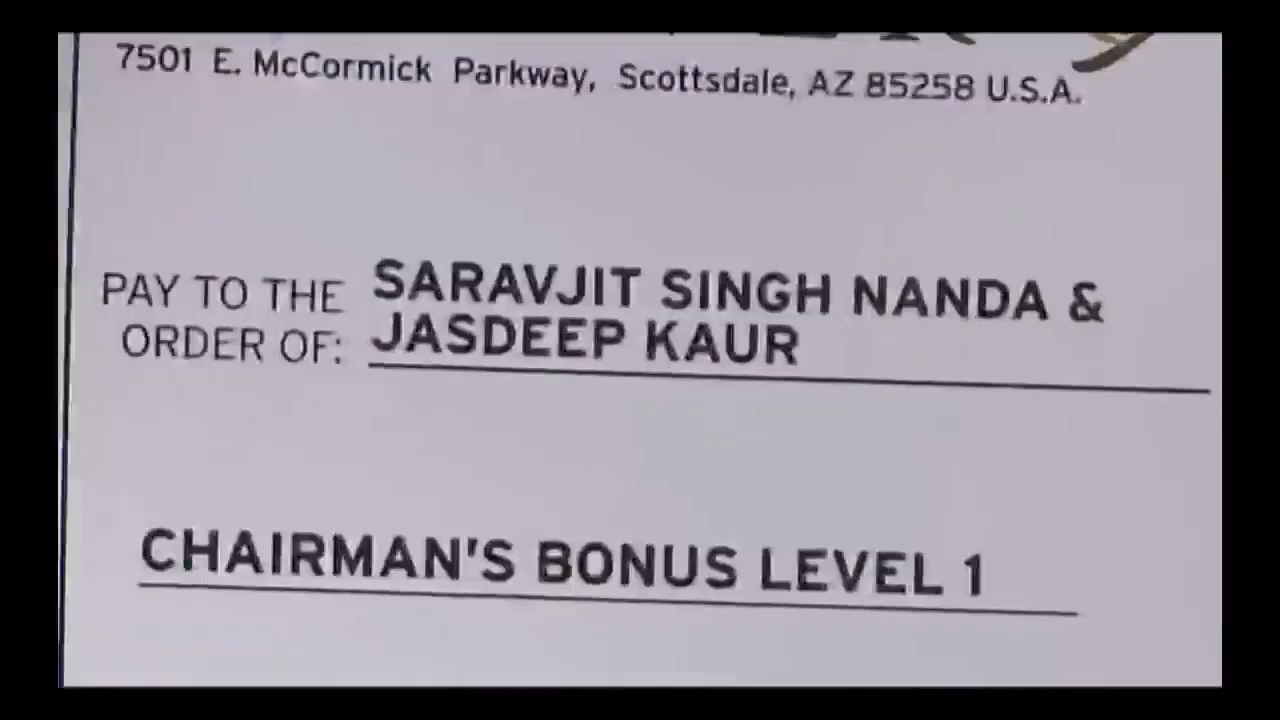 7501 E. McCormick Parkway, Scottsdale, AZ 85258 U.S.A.
PAY TO THE
ORDER OF:
SARAVJIT SINGH NANDA &
JASDEEP KAUR
CHAIRMAN'S BONUS LEVEL 1